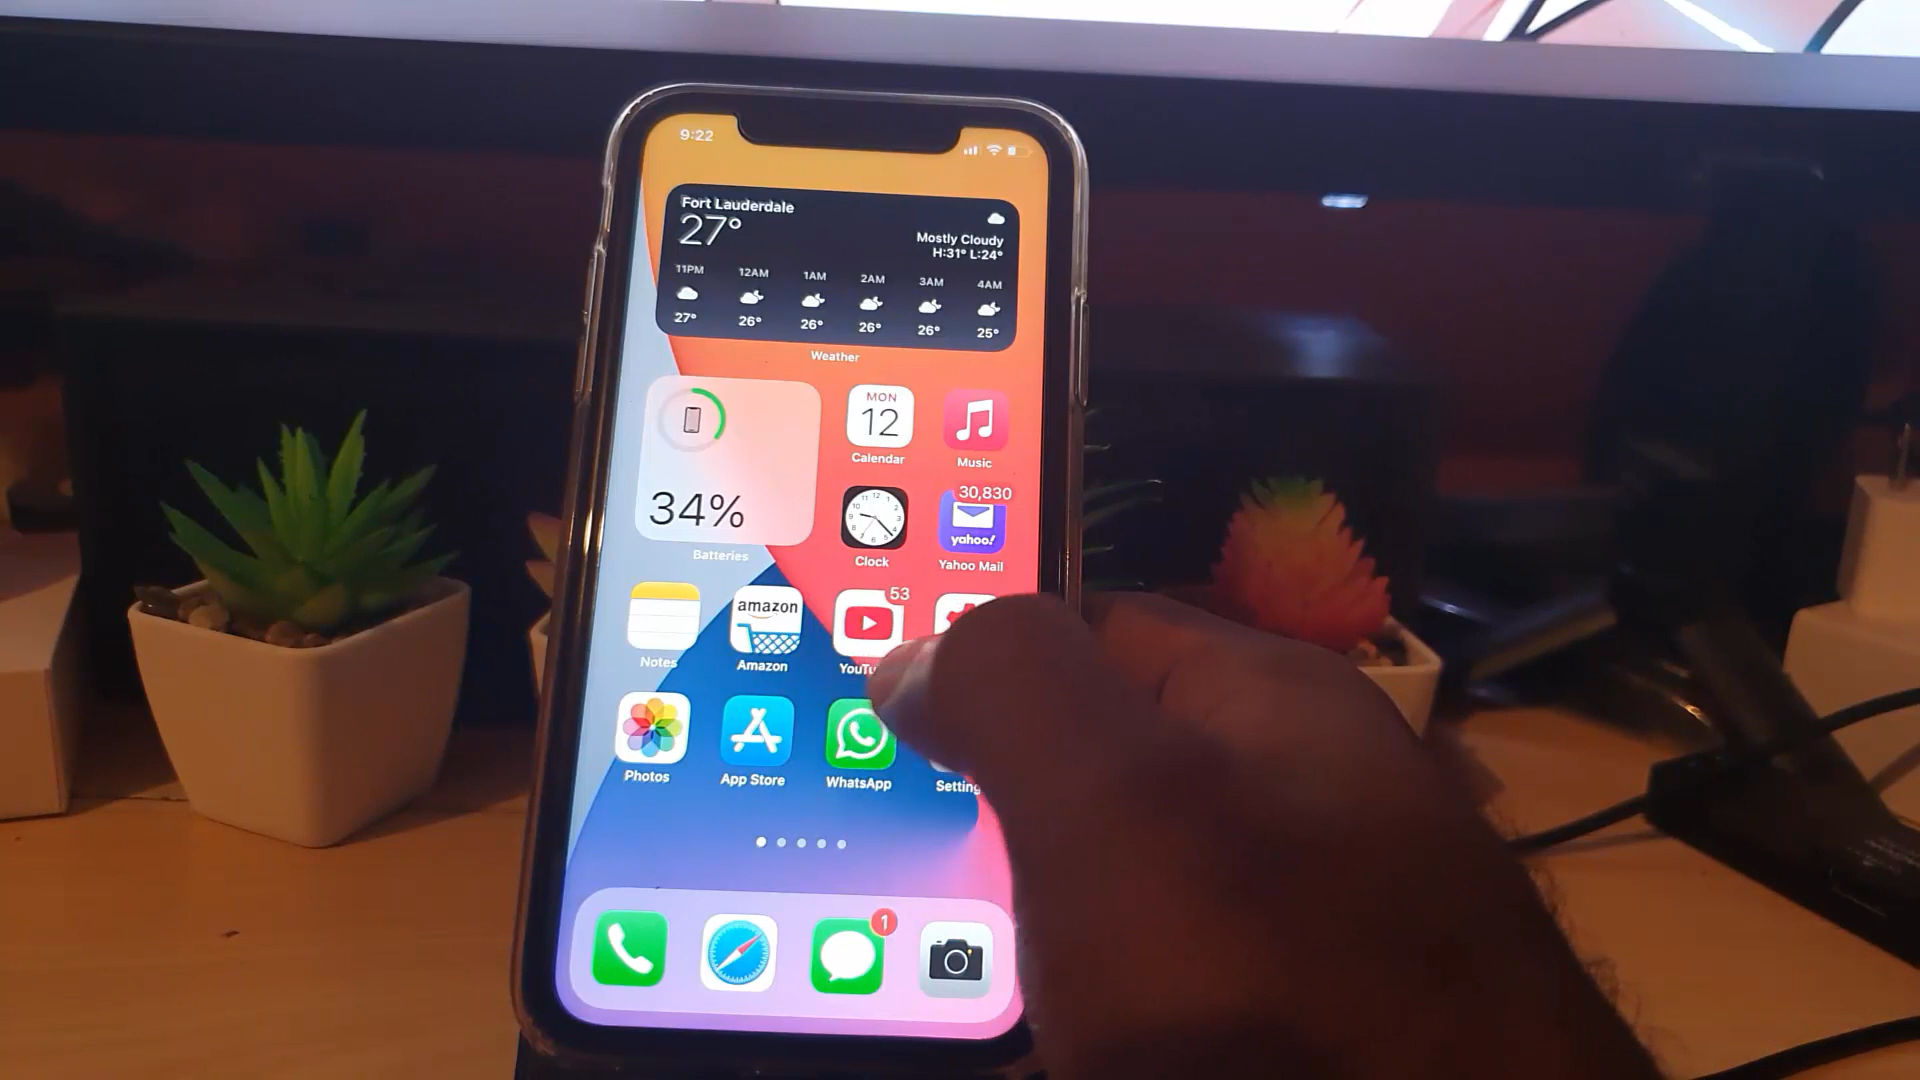 9:22
Fort Lauderdale
27°
Mostly Cloudy
H:31° L:24°
11PM 12AM 1AM 2AM 3AM 4AM
27° 26° 26° 26° 26° 25°
Weather
34%
Batteries
MON
12
Calendar
Music
30,830
yahoo!
Clock
Yahoo Mail
53
amazon
Notes
Amazon
YouTu
Photos
App Store
WhatsApp
Setting
1